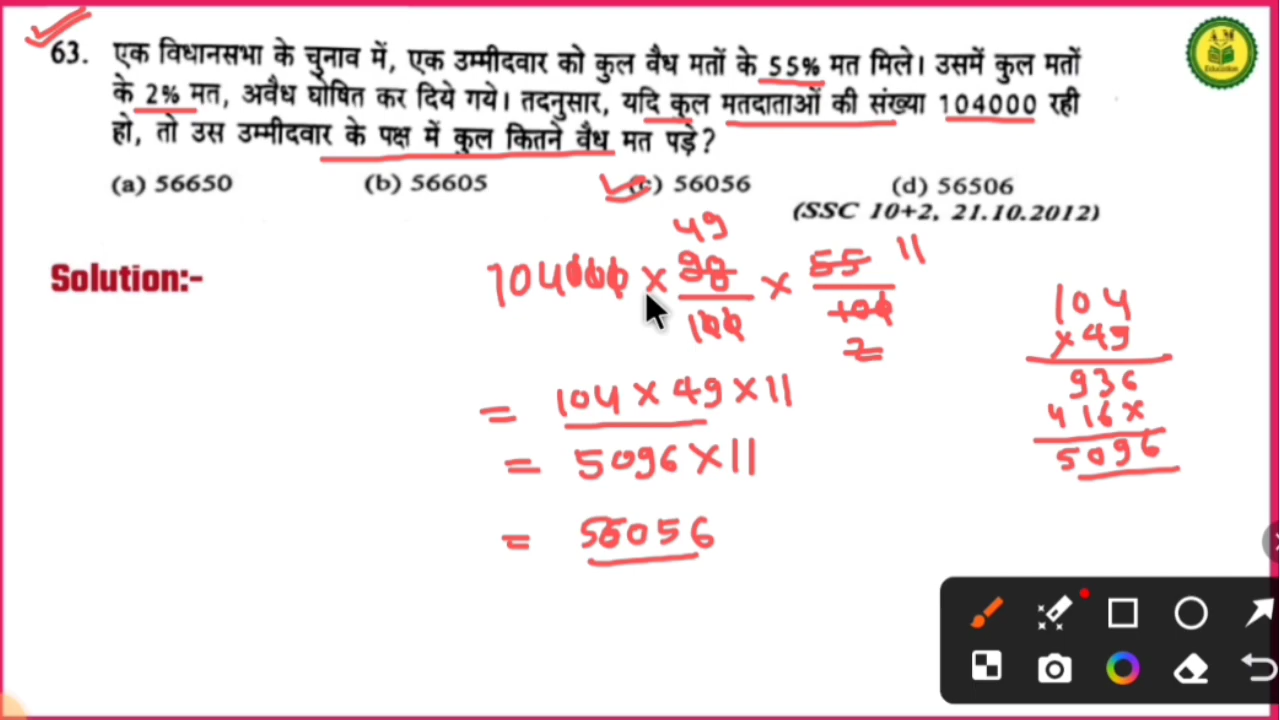 63. एक विधानसभा के चुनाव में, एक उम्मीदवार को कुल वैध मतों के 55% मत मिले। उसमें कुल मतों
के 2% मत, अवैध घोषित कर दिये गये। तदनुसार, यदि कुल मतदाताओं की संख्या 104000 रही
हो, तो उस उम्मीदवार के पक्ष में कुल कितने वैध मत पड़े?
(a) 56650 (b) 56605 (c) 56056 (d) 56506
(SSC 10+2, 21.10.2012)
Solution:-
49
104000 × 98 × 55 11
100 100
2
= 104 × 49 × 11
= 5096 × 11
= 56056
104
×49
936
416×
5096